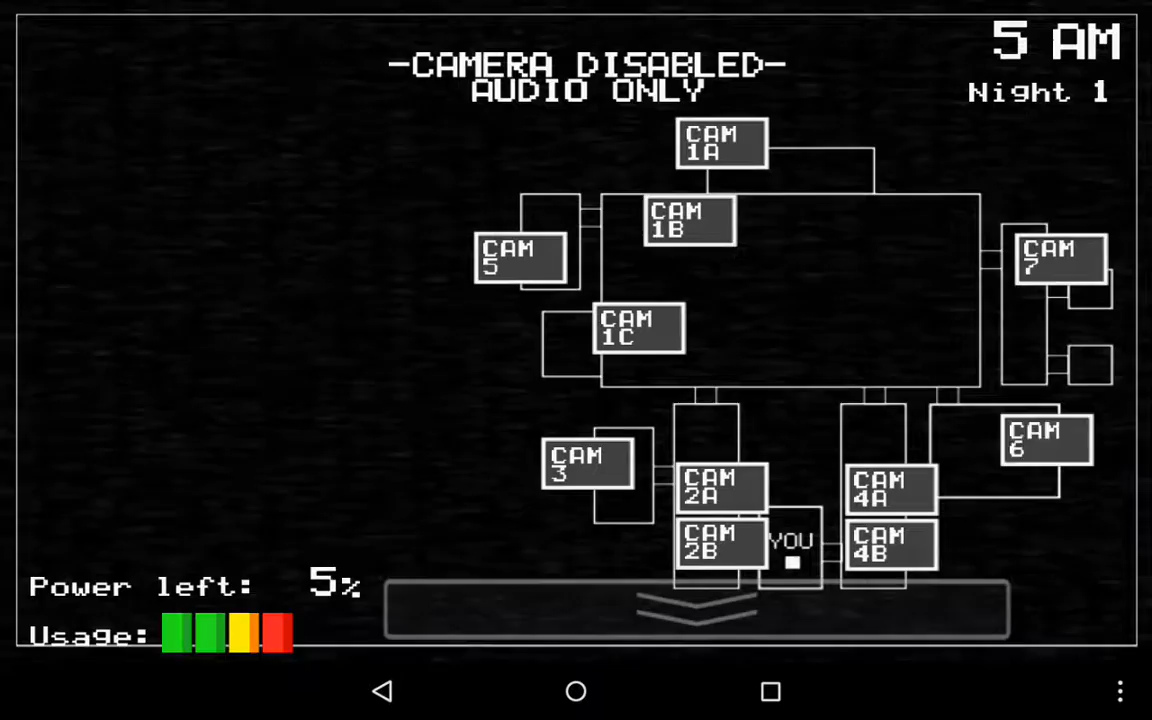 5 AM
Night 1
-CAMERA DISABLED-
AUDIO ONLY
CAM
1A
CAM
1B
CAM
5
CAM
7
CAM
1C
CAM
6
CAM
3
CAM
2A
CAM
4A
CAM
2B
YOU
CAM
4B
Power left: 5%
Usage: